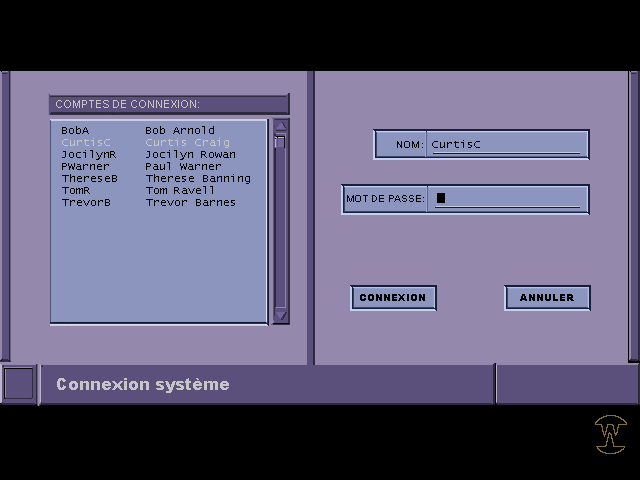 COMPTES DE CONNEXION:
BobA Bob Arnold
CurtisC Curtis Craig
JocilynR Jocilyn Rowan
PWarner Paul Warner
ThereseB Therese Banning
TomR Tom Ravell
TrevorB Trevor Barnes
NOM: CurtisC
MOT DE PASSE:
CONNEXION ANNULER
Connexion système